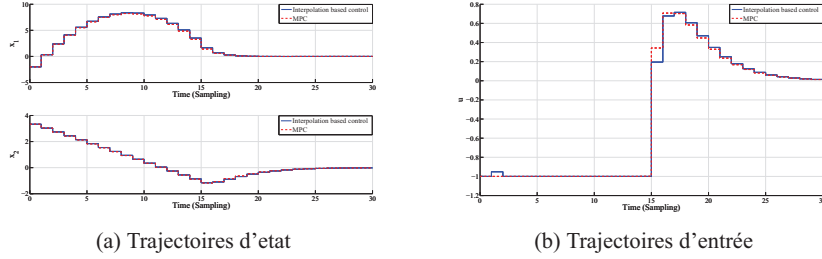 10
5
0
−5
x1
0 5 10 15 20 25 30
Time (Sampling)
Interpolation based control
MPC
4
2
0
−2
x2
0 5 10 15 20 25 30
Time (Sampling)
Interpolation based control
MPC
(a) Trajectoires d'etat
0.8
0.6
0.4
0.2
0
−0.2
−0.4
−0.6
−0.8
−1
u
0 5 10 15 20 25 30
Time (Sampling)
Interpolation based control
MPC
(b) Trajectoires d'entrée